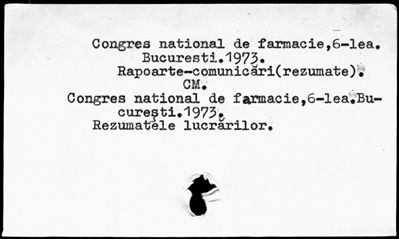 Congres national de farmacie,6-lea.
Bucuresti.1973.
Rapoarte-comunicări(rezumate).
CM.
Congres national de farmacie,6-lea.Bu-
cureşti.1973.
Rezumatele lucrărilor.